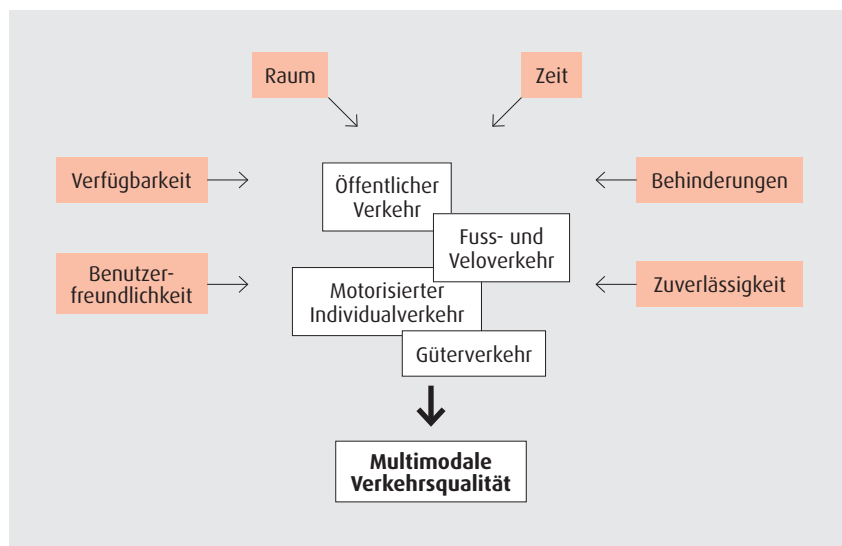 Raum
Zeit
Verfügbarkeit
Öffentlicher
Verkehr
Behinderungen
Fuss- und
Veloverkehr
Benutzer-
freundlichkeit
Motorisierter
Individualverkehr
Zuverlässigkeit
Güterverkehr
Multimodale
Verkehrsqualität